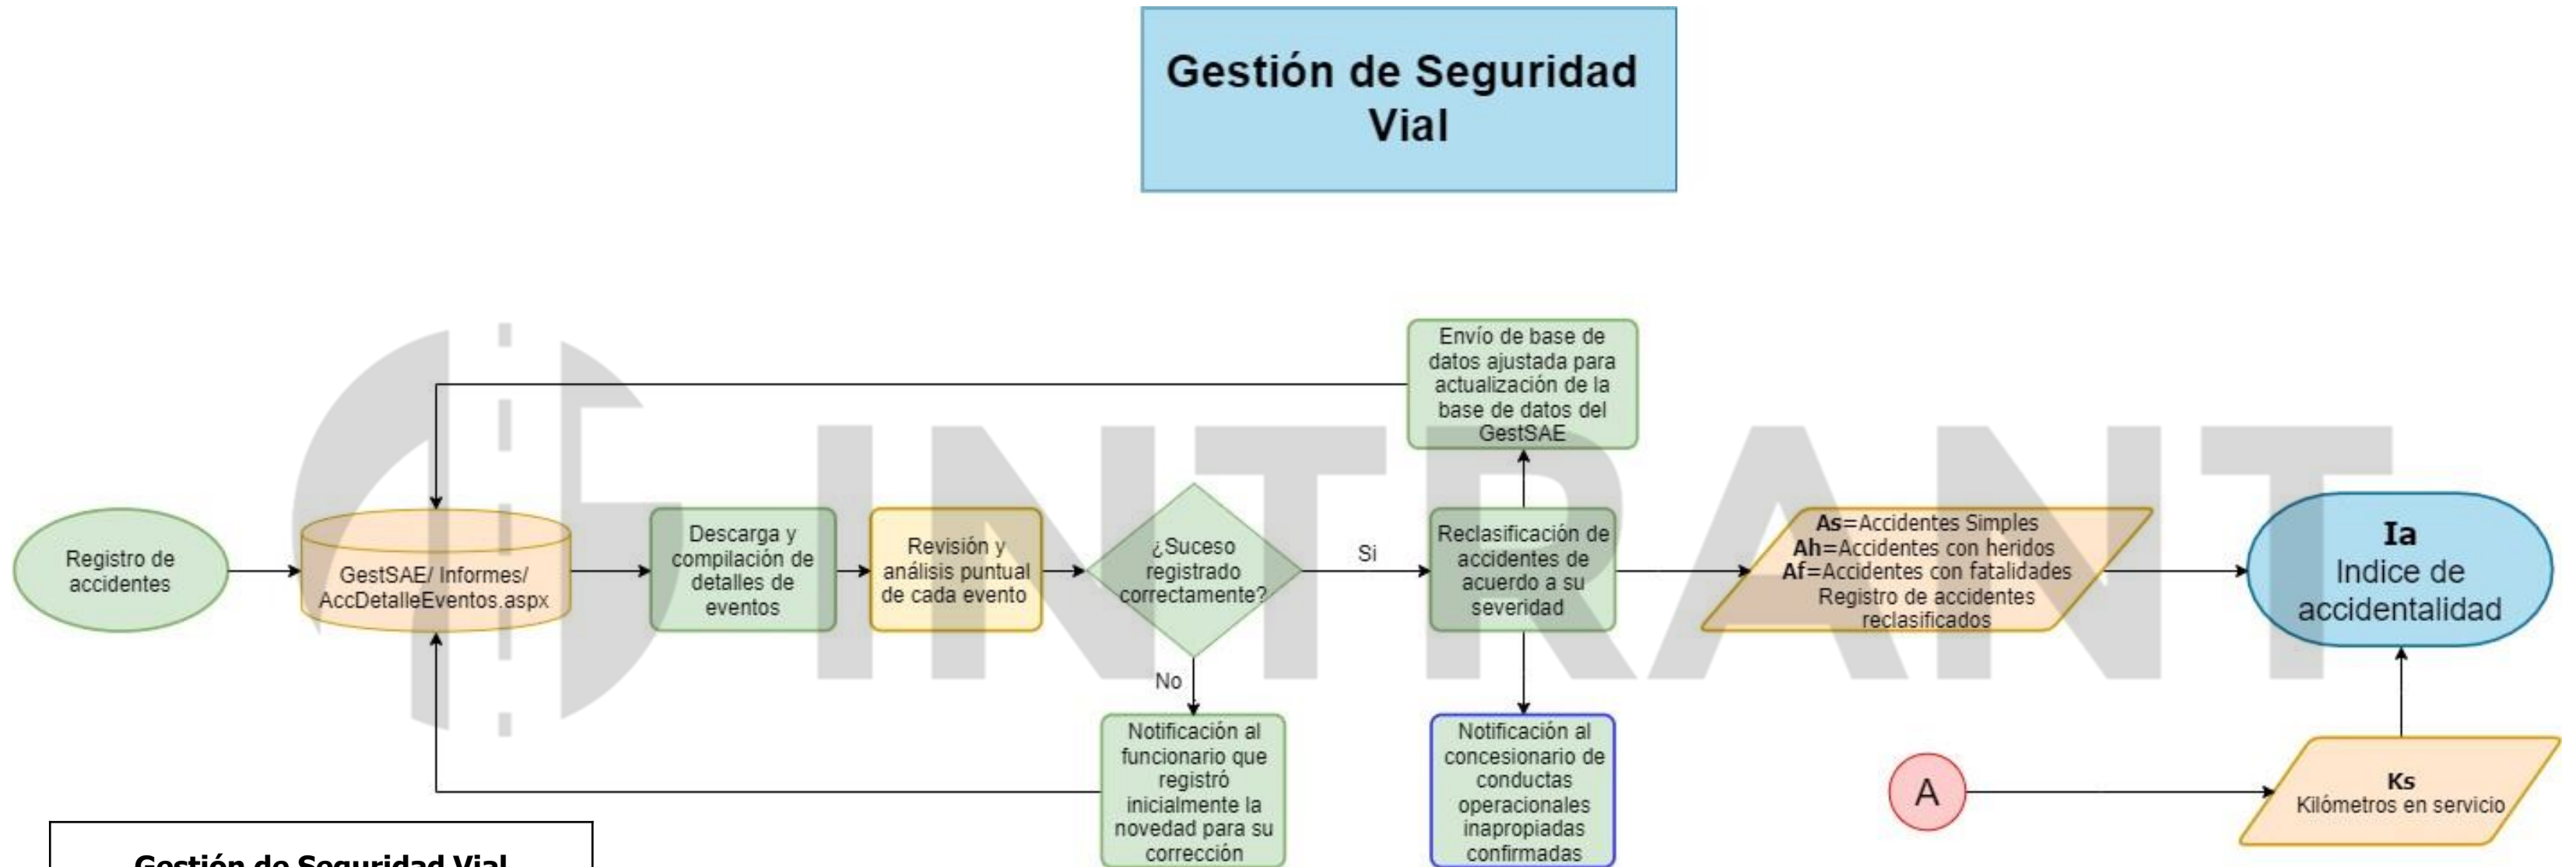 Gestión de Seguridad
Vial
Envío de base de
datos ajustada para
actualización de la
base de datos del
GestSAE
Registro de
accidentes
GestSAE/ Informes/
AccDetalleEventos.aspx
Descarga y
compilación de
detalles de
eventos
Revisión y
análisis puntual
de cada evento
¿Suceso
registrado
correctamente?
Si
Reclasificación de
accidentes de
acuerdo a su
severidad
As=Accidentes Simples
Ah=Accidentes con heridos
Af=Accidentes con fatalidades
Registro de accidentes
reclasificados
Ia
Indice de
accidentalidad
INTRANT
No
Notificación al
funcionario que
registró
inicialmente la
novedad para su
corrección
Notificación al
concesionario de
conductas
operacionales
inapropiadas
confirmadas
A
Ks
Kilómetros en servicio
Gestión de Seguridad Vial